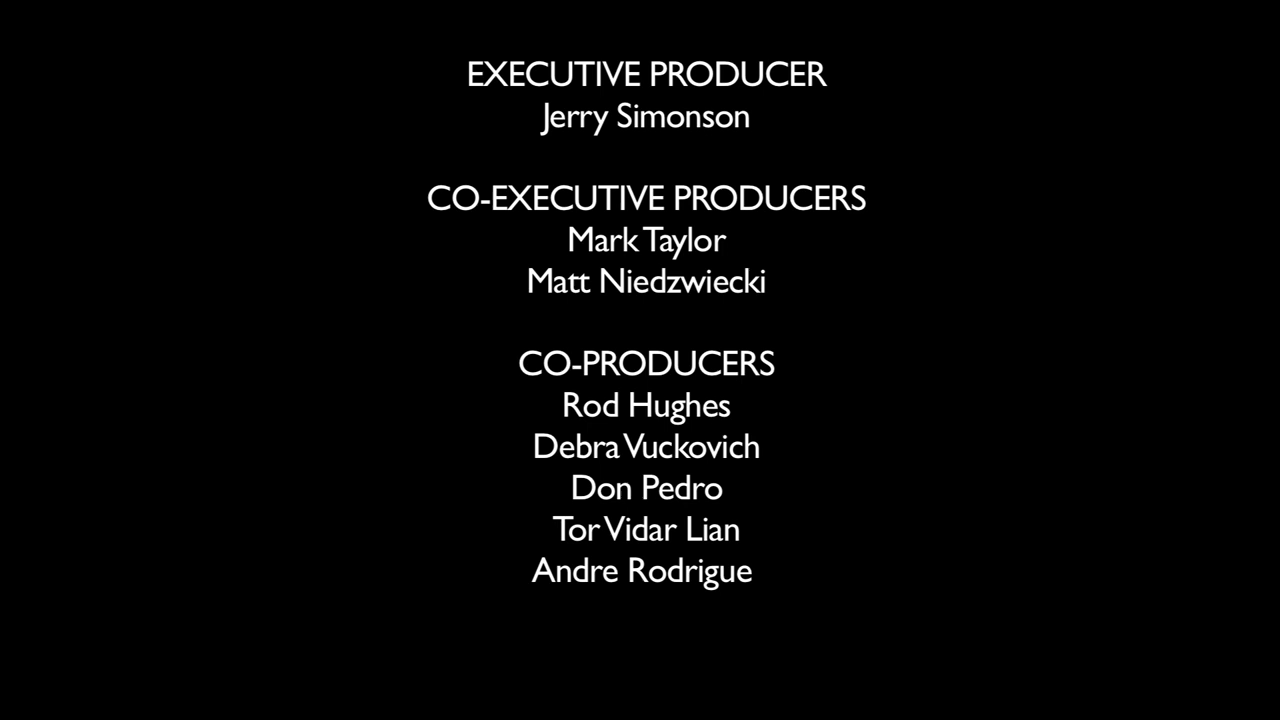 EXECUTIVE PRODUCER
Jerry Simonson
CO-EXECUTIVE PRODUCERS
Mark Taylor
Matt Niedzwiecki
CO-PRODUCERS
Rod Hughes
Debra Vuckovich
Don Pedro
Tor Vidar Lian
Andre Rodrigue